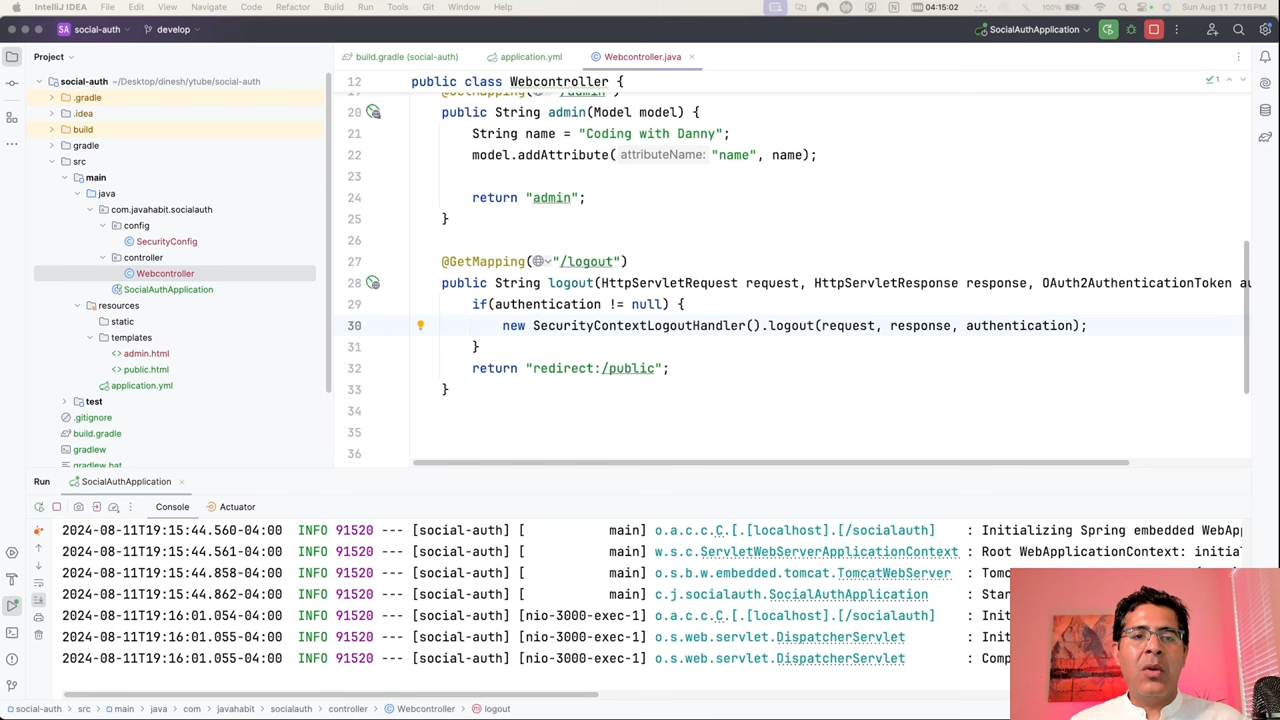 IntelliJ IDEA File Edit View Navigate Code Refactor Build Run Tools Git Window Help 04:15:02 Sun Aug 11 7:16 PM
SA social-auth develop SocialAuthApplication
Project
build.gradle (social-auth) application.yml Webcontroller.java
social-auth ~/Desktop/dinesh/ytube/social-auth
.gradle
.idea
build
gradle
src
main
java
com.javahabit.socialauth
config
SecurityConfig
controller
Webcontroller
SocialAuthApplication
resources
static
templates
admin.html
public.html
application.yml
test
.gitignore
build.gradle
gradlew
gradlew.bat
12 public class Webcontroller {
@GetMapping("/admin")
20 public String admin(Model model) {
21 String name = "Coding with Danny";
22 model.addAttribute( attributeName: "name", name);
23
24 return "admin";
25 }
26
27 @GetMapping("/logout")
28 public String logout(HttpServletRequest request, HttpServletResponse response, OAuth2AuthenticationToken au
29 if(authentication != null) {
30 new SecurityContextLogoutHandler().logout(request, response, authentication);
31 }
32 return "redirect:/public";
33 }
34
35
36
1
Run SocialAuthApplication
Console Actuator
2024-08-11T19:15:44.560-04:00 INFO 91520 --- [social-auth] [ main] o.a.c.c.C.[.[localhost].[/socialauth] : Initializing Spring embedded WebApp
2024-08-11T19:15:44.561-04:00 INFO 91520 --- [social-auth] [ main] w.s.c.ServletWebServerApplicationContext : Root WebApplicationContext: initial
2024-08-11T19:15:44.858-04:00 INFO 91520 --- [social-auth] [ main] o.s.b.w.embedded.tomcat.TomcatWebServer : Tomc
2024-08-11T19:15:44.862-04:00 INFO 91520 --- [social-auth] [ main] c.j.socialauth.SocialAuthApplication : Star
2024-08-11T19:16:01.054-04:00 INFO 91520 --- [social-auth] [nio-3000-exec-1] o.a.c.c.C.[.[localhost].[/socialauth] : Init
2024-08-11T19:16:01.055-04:00 INFO 91520 --- [social-auth] [nio-3000-exec-1] o.s.web.servlet.DispatcherServlet : Init
2024-08-11T19:16:01.055-04:00 INFO 91520 --- [social-auth] [nio-3000-exec-1] o.s.web.servlet.DispatcherServlet : Comp
social-auth > src > main > java > com > javahabit > socialauth > controller > Webcontroller > logout